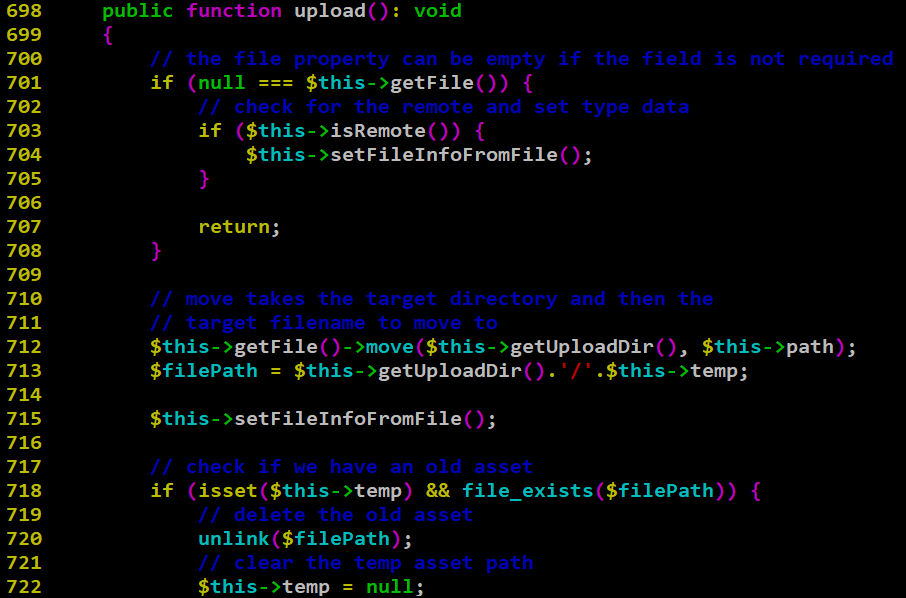 698     public function upload(): void
699     {
700         // the file property can be empty if the field is not required
701         if (null === $this->getFile()) {
702             // check for the remote and set type data
703             if ($this->isRemote()) {
704                 $this->setFileInfoFromFile();
705             }
706
707             return;
708         }
709
710         // move takes the target directory and then the
711         // target filename to move to
712         $this->getFile()->move($this->getUploadDir(), $this->path);
713         $filePath = $this->getUploadDir().'/'.$this->temp;
714
715         $this->setFileInfoFromFile();
716
717         // check if we have an old asset
718         if (isset($this->temp) && file_exists($filePath)) {
719             // delete the old asset
720             unlink($filePath);
721             // clear the temp asset path
722             $this->temp = null;